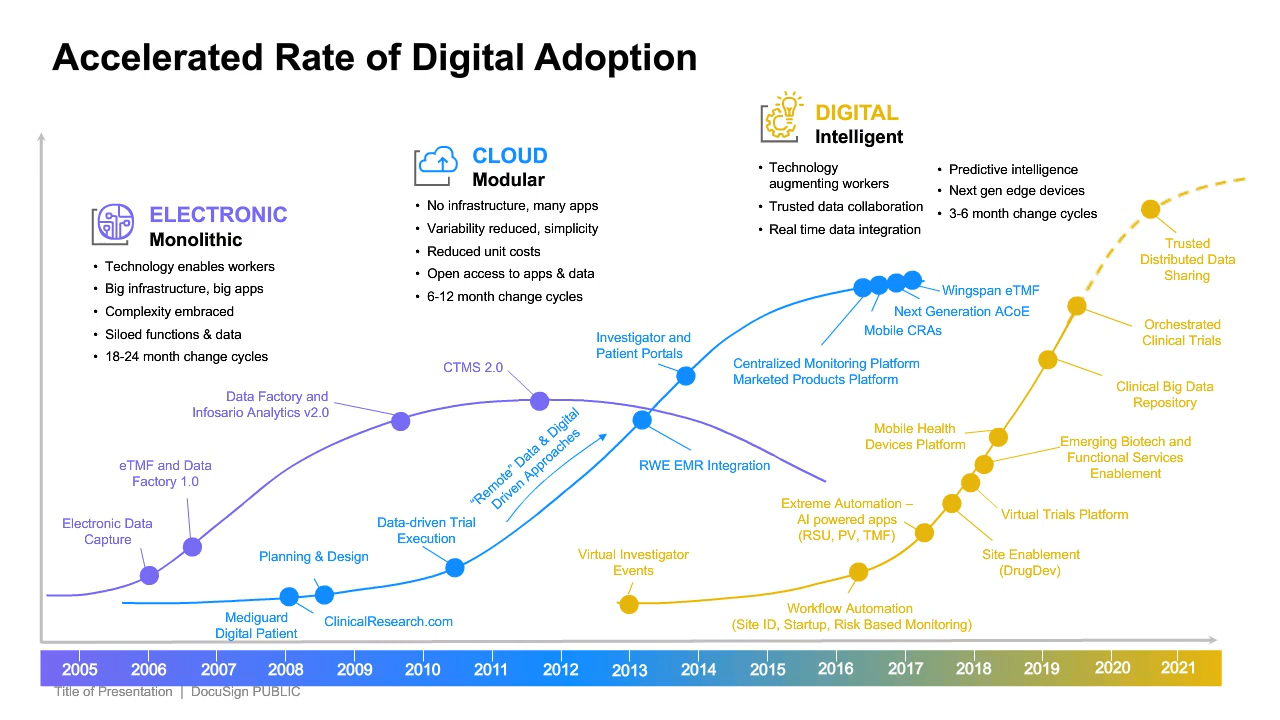 Accelerated Rate of Digital Adoption
ELECTRONIC
Monolithic
• Technology enables workers
• Big infrastructure, big apps
• Complexity embraced
• Siloed functions & data
• 18-24 month change cycles
CLOUD
Modular
• No infrastructure, many apps
• Variability reduced, simplicity
• Reduced unit costs
• Open access to apps & data
• 6-12 month change cycles
DIGITAL
Intelligent
• Technology
augmenting workers
• Trusted data collaboration
• Real time data integration
• Predictive intelligence
• Next gen edge devices
• 3-6 month change cycles
Electronic Data
Capture
eTMF and Data
Factory 1.0
Data Factory and
Infosario Analytics v2.0
CTMS 2.0
Mediguard
Digital Patient
Planning & Design
ClinicalResearch.com
Data-driven Trial
Execution
“Remote” Data & Digital
Driven Approaches
RWE EMR Integration
Investigator and
Patient Portals
Centralized Monitoring Platform
Marketed Products Platform
Mobile CRAs
Next Generation ACoE
Wingspan eTMF
Virtual Investigator
Events
Workflow Automation
(Site ID, Startup, Risk Based Monitoring)
Extreme Automation –
AI powered apps
(RSU, PV, TMF)
Site Enablement
(DrugDev)
Virtual Trials Platform
Emerging Biotech and
Functional Services
Enablement
Mobile Health
Devices Platform
Clinical Big Data
Repository
Orchestrated
Clinical Trials
Trusted
Distributed Data
Sharing
2005 2006 2007 2008 2009 2010 2011 2012 2013 2014 2015 2016 2017 2018 2019 2020 2021
Title of Presentation | DocuSign PUBLIC